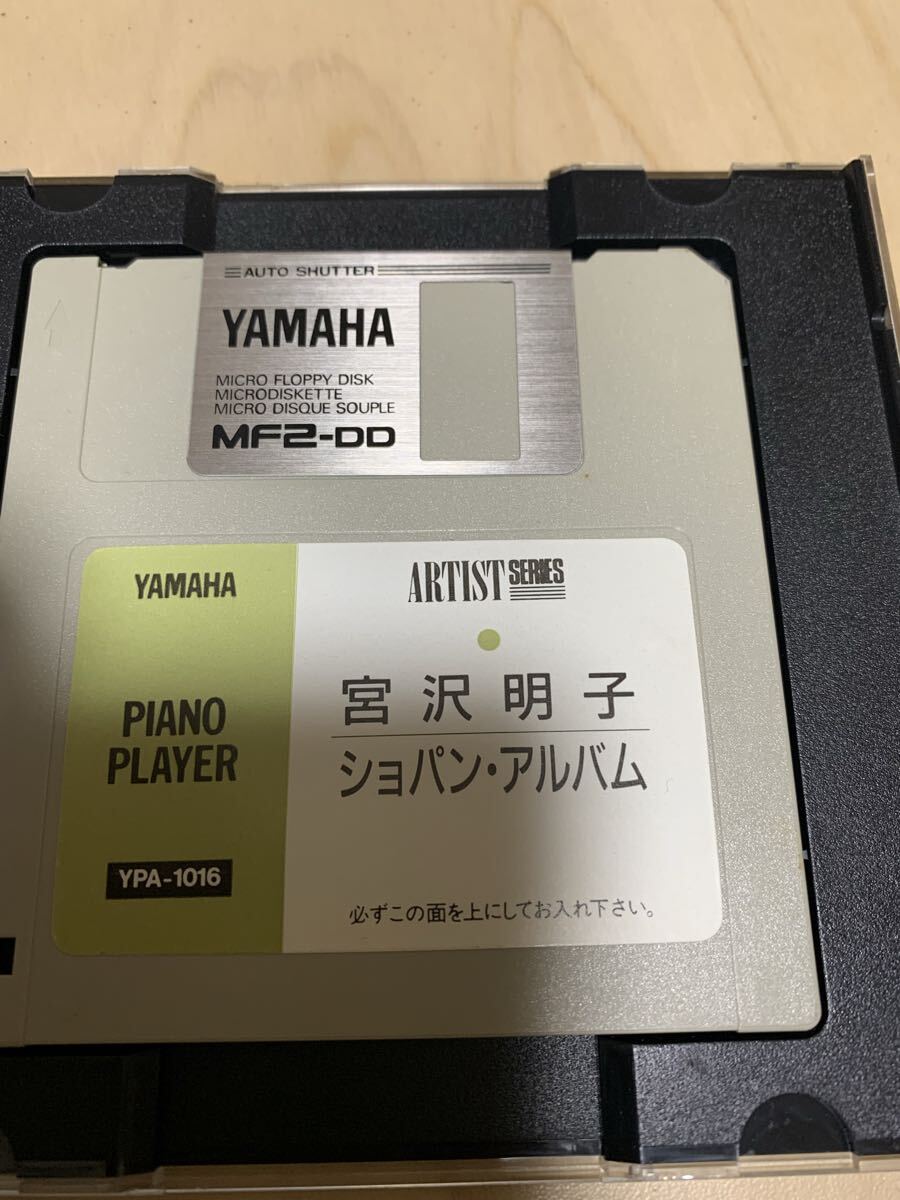 AUTO SHUTTER
YAMAHA
MICRO FLOPPY DISK
MICRODISKETTE
MICRO DISQUE SOUPLE
MF2-DD
YAMAHA
PIANO
PLAYER
YPA-1016
ARTIST SERIES
宮沢明子
ショパン・アルバム
必ずこの面を上にしてお入れ下さい。